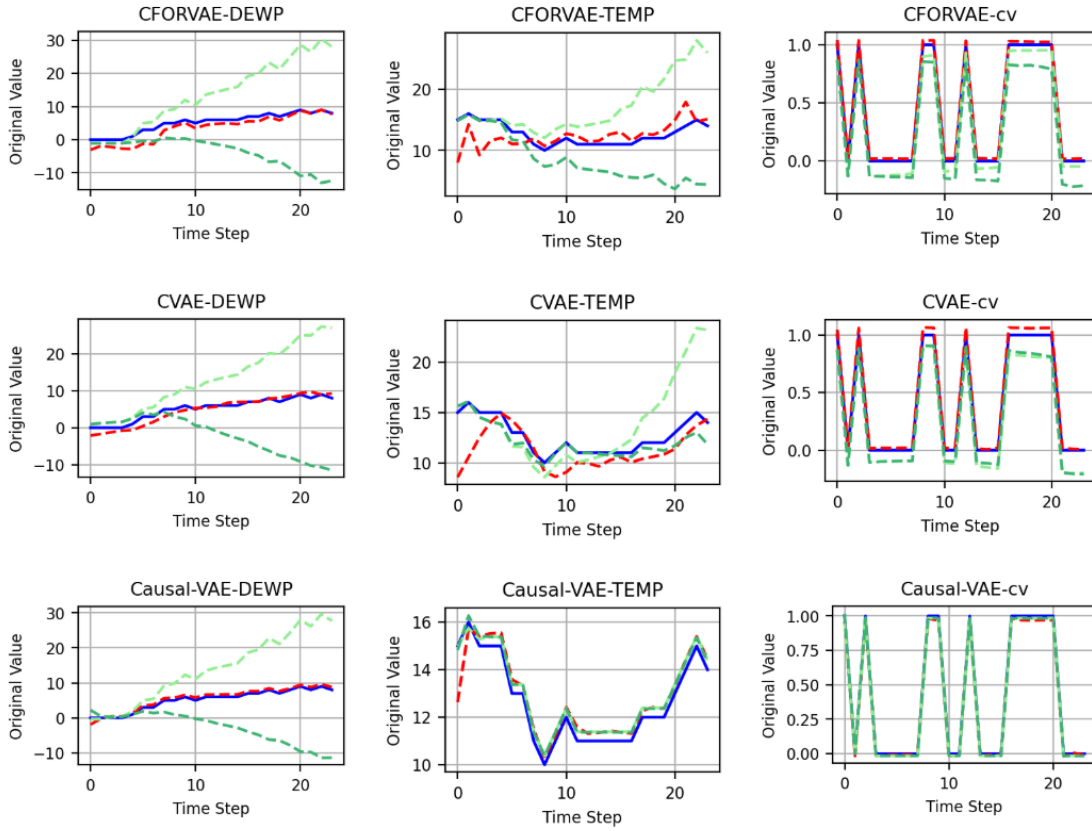 CFORVAE-DEWP
CFORVAE-TEMP
CFORVAE-cv
Original Value
30
20
10
0
−10
0
10
20
Time Step
Original Value
20
10
0
10
20
Time Step
Original Value
1.0
0.5
0.0
0
10
20
Time Step
CVAE-DEWP
CVAE-TEMP
CVAE-cv
Original Value
20
10
0
−10
0
10
20
Time Step
Original Value
20
15
10
0
10
20
Time Step
Original Value
1.0
0.5
0.0
0
10
20
Time Step
Causal-VAE-DEWP
Causal-VAE-TEMP
Causal-VAE-cv
Original Value
30
20
10
0
−10
0
10
20
Time Step
Original Value
16
14
12
10
0
10
20
Time Step
Original Value
1.00
0.75
0.50
0.25
0.00
0
10
20
Time Step